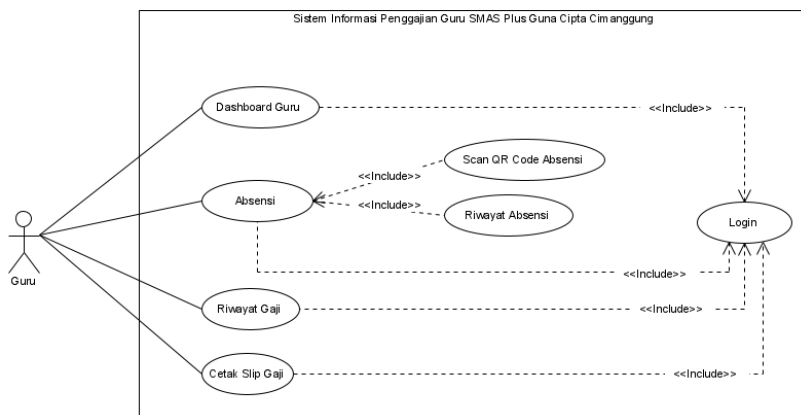 Sistem Informasi Penggajian Guru SMAS Plus Guna Cipta Cimanggung
Dashboard Guru
<<Include>>
Scan QR Code Absensi
<<Include>>
Absensi
<<Include>>
Riwayat Absensi
Login
Guru
<<Include>>
Riwayat Gaji
<<Include>>
Cetak Slip Gaji
<<Include>>